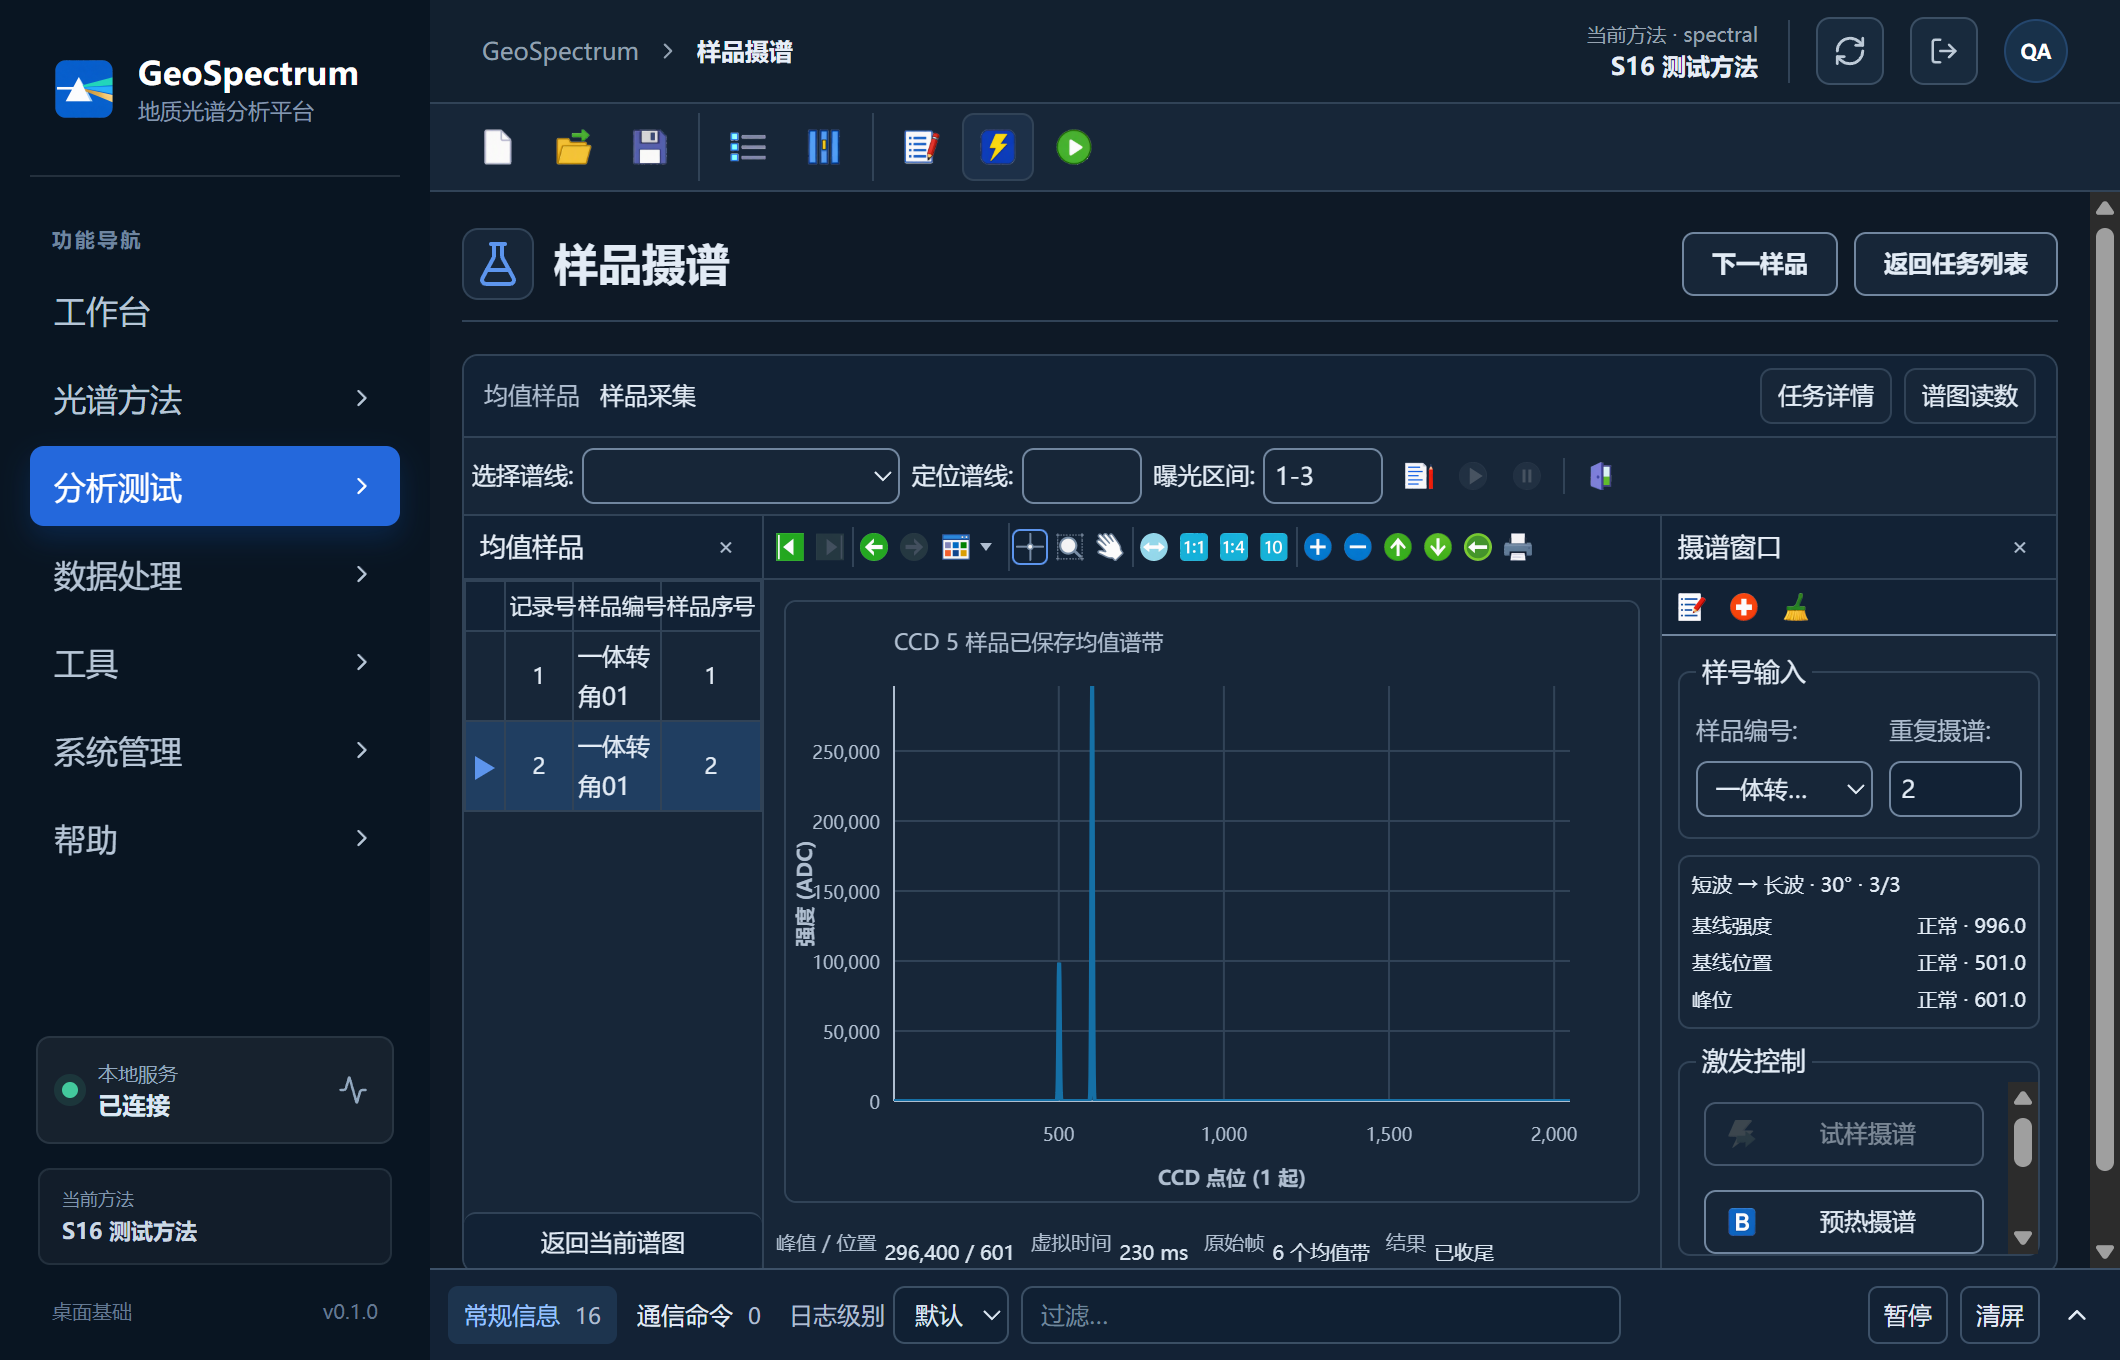 GeoSpectrum
地质光谱分析平台
功能导航
工作台
光谱方法
分析测试
数据处理
工具
系统管理
帮助
本地服务
已连接
当前方法
S16 测试方法
桌面基础 v0.1.0
GeoSpectrum > 样品摄谱
当前方法 · spectral
S16 测试方法
QA
样品摄谱
下一样品 返回任务列表
均值样品 样品采集 任务详情 谱图读数
选择谱线: 定位谱线: 曝光区间: 1-3
均值样品 ×
1:1 1:4 10
记录号 样品编号 样品序号
1 一体转角01 1
2 一体转角01 2
返回当前谱图
CCD 5 样品已保存均值谱带
强度 (ADC)
250,000
200,000
150,000
100,000
50,000
0
500 1,000 1,500 2,000
CCD 点位 (1 起)
峰值 / 位置 296,400 / 601 虚拟时间 230 ms 原始帧 6 个均值带 结果 已收尾
摄谱窗口 ×
样号输入
样品编号: 重复摄谱:
一体转... 2
短波 → 长波 · 30° · 3/3
基线强度 正常 · 996.0
基线位置 正常 · 501.0
峰位 正常 · 601.0
激发控制
试样摄谱
B 预热摄谱
常规信息 16 通信命令 0 日志级别 默认 过滤... 暂停 清屏